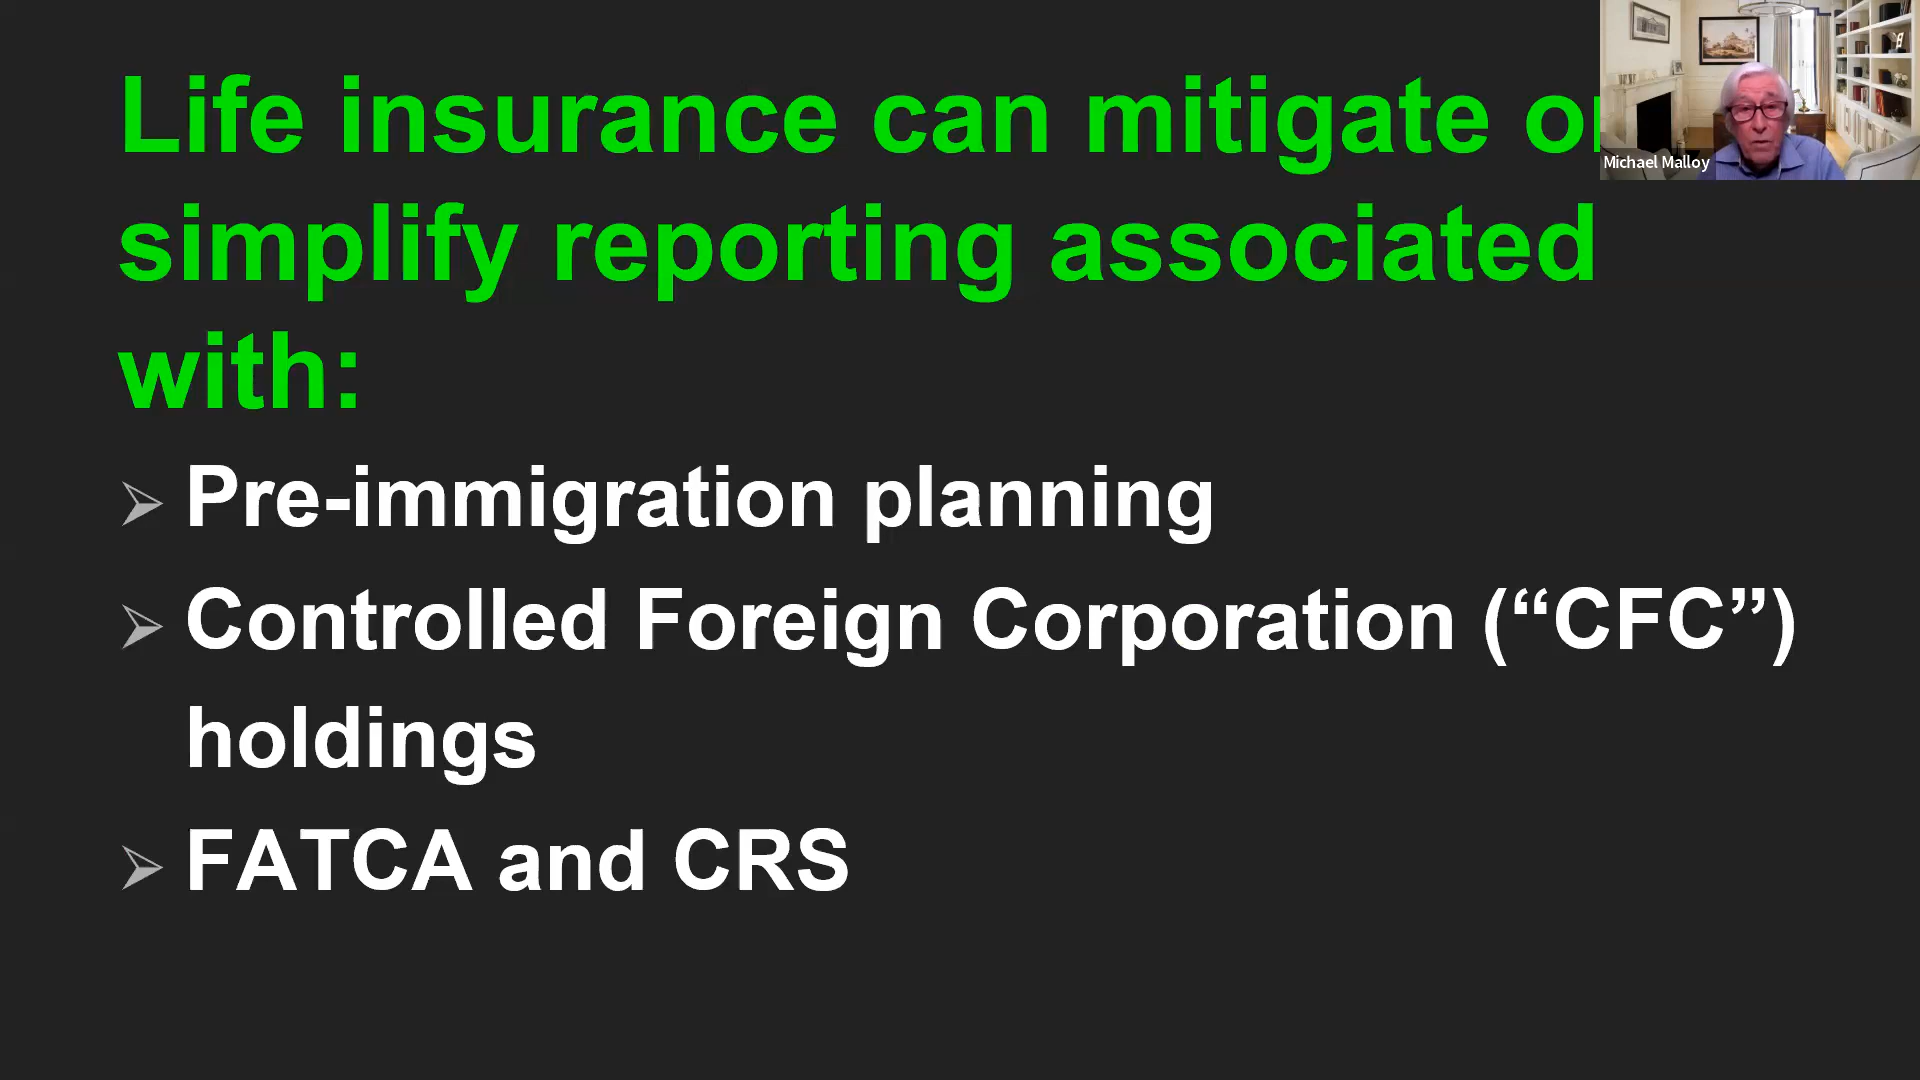 Life insurance can mitigate
simplify reporting associated
with:
Pre-immigration planning
Controlled Foreign Corporation (“CFC”)
holdings
FATCA and CRS
Michael Malloy